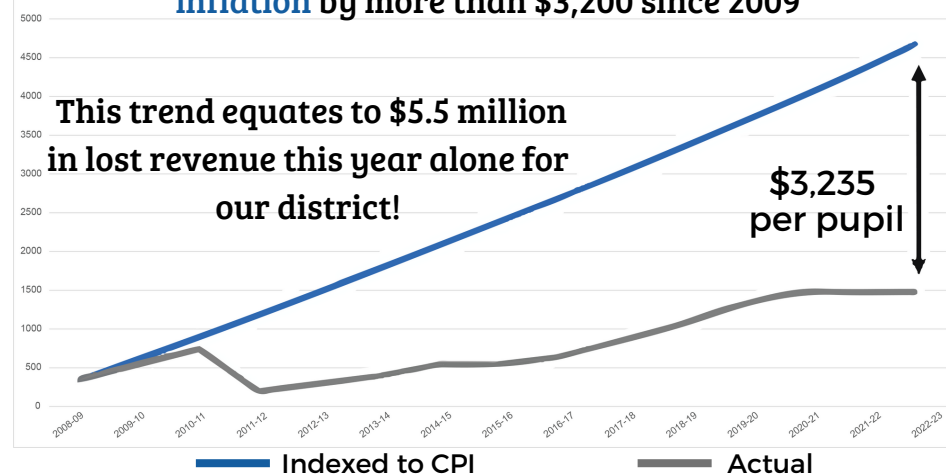 inflation by more than $3,200 since 2009
5000
4500
4000
This trend equates to $5.5 million
3500
in lost revenue this year alone for
3000
$3,235
per pupil
2500
our district!
2000
1500
1000
500
0
2008-09 2009-10 2010-11 2011-12 2012-13 2013-14 2014-15 2015-16 2016-17 2017-18 2018-19 2019-20 2020-21 2021-22 2022-23
Indexed to CPI Actual